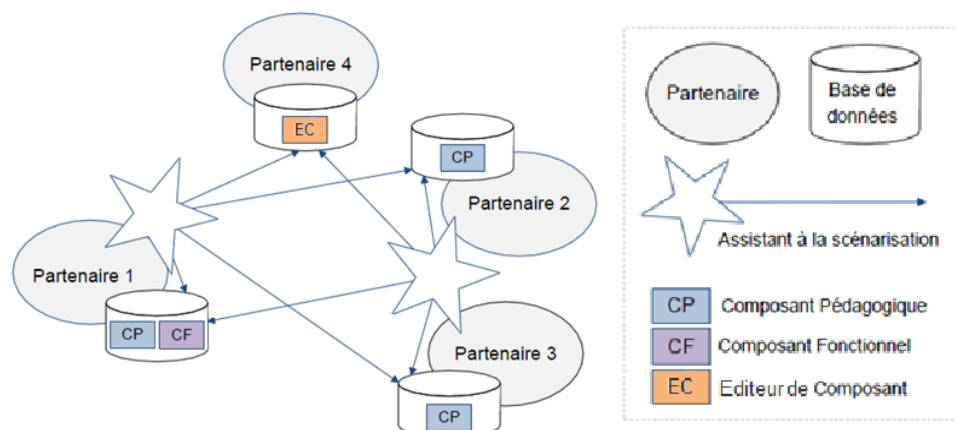 Partenaire 4
EC
CP
Partenaire 2
Partenaire 1
CP CF
Partenaire 3
CP
Partenaire
Base de
données
Assistant à la scénarisation
CP Composant Pédagogique
CF Composant Fonctionnel
EC Editeur de Composant